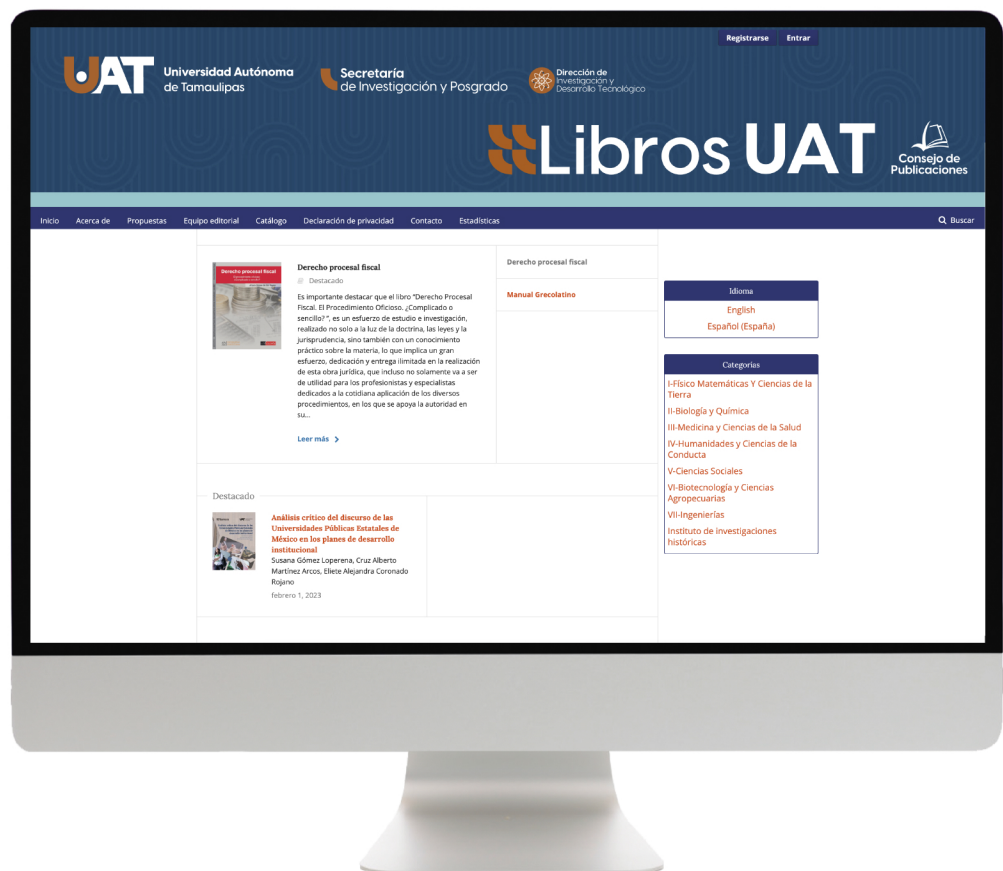 Registrarse Entrar
UAT Universidad Autónoma
de Tamaulipas
Secretaría
de Investigación y Posgrado
Dirección de
Investigación y
Desarrollo Tecnológico
Libros UAT
Consejo de
Publicaciones
Inicio Acerca de Propuestas Equipo editorial Catálogo Declaración de privacidad Contacto Estadísticas Buscar
Derecho procesal fiscal
Derecho procesal fiscal
Destacado
Es importante destacar que el libro "Derecho Procesal
Fiscal. El Procedimiento Oficioso. ¿Complicado o
sencillo? ", es un esfuerzo de estudio e investigación,
realizado no solo a la luz de la doctrina, las leyes y la
jurisprudencia, sino también con un conocimiento
práctico sobre la materia, lo que implica un gran
esfuerzo, dedicación y entrega ilimitada en la realización
de esta obra jurídica, que incluso no solamente va a ser
de utilidad para los profesionistas y especialistas
dedicados a la cotidiana aplicación de los diversos
procedimientos, en los que se apoya la autoridad en
su...
Leer más
Derecho procesal fiscal
Manual Grecolatino
Idioma
English
Español (España)
Categorías
I-Físico Matemáticas Y Ciencias de la
Tierra
II-Biología y Química
III-Medicina y Ciencias de la Salud
IV-Humanidades y Ciencias de la
Conducta
V-Ciencias Sociales
VI-Biotecnología y Ciencias
Agropecuarias
VII-Ingenierías
Instituto de investigaciones
históricas
Destacado
Análisis crítico del discurso de las
Universidades Públicas Estatales de
México en los planes de desarrollo
institucional
Susana Gómez Loperena, Cruz Alberto
Martínez Arcos, Eliete Alejandra Coronado
Rojano
febrero 1, 2023